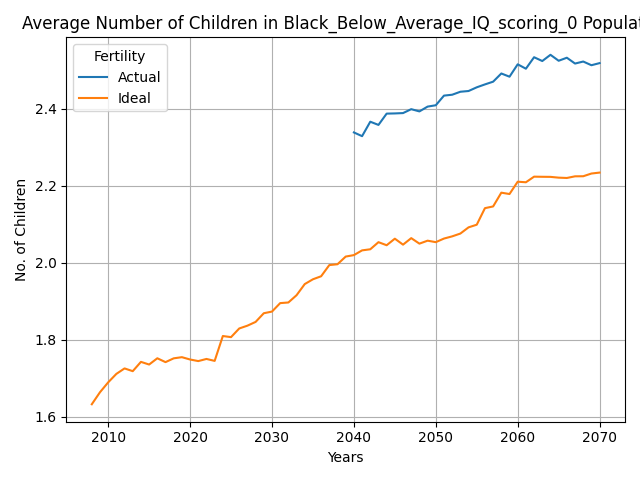 Average Number of Children in Black_Below_Average_IQ_scoring_0 Populat
Fertility
Actual
Ideal
No. of Children
2.4
2.2
2.0
1.8
1.6
2010 2020 2030 2040 2050 2060 2070
Years